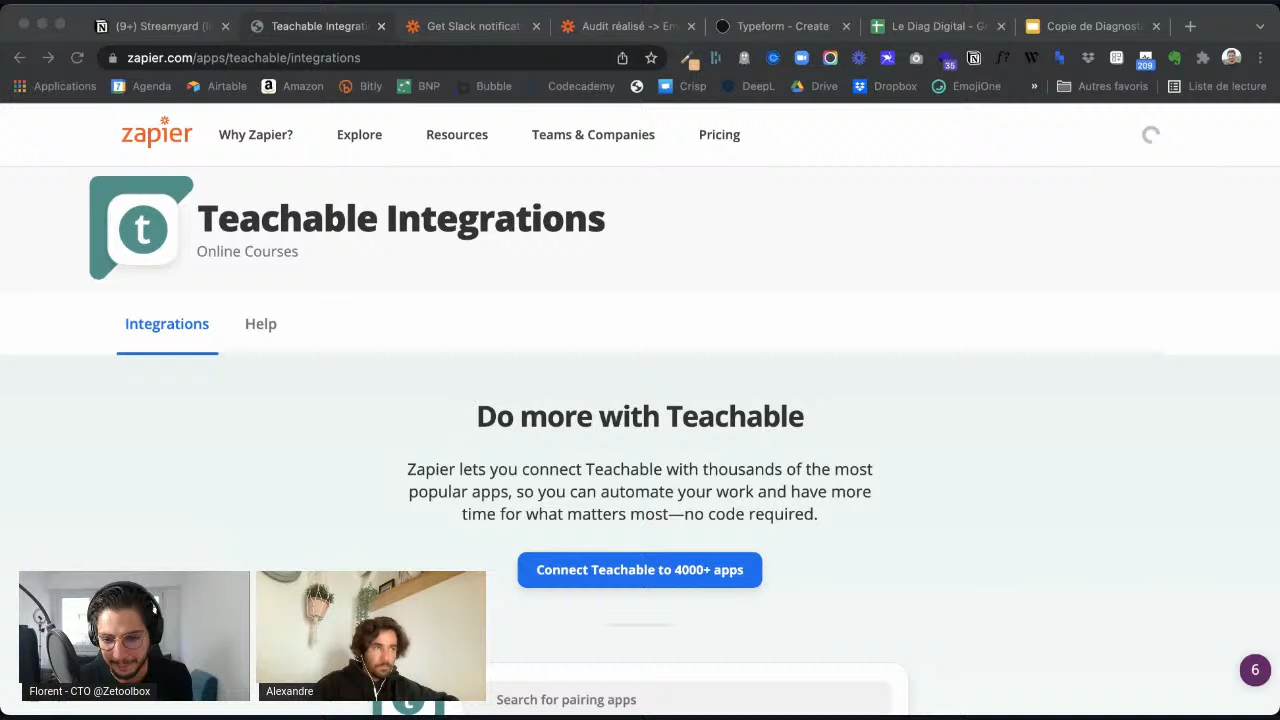 (9+) Streamyard (l
Teachable Integrati
Get Slack notificat
Audit réalisé -> En
Typeform - Create
Le Diag Digital - G
Copie de Diagnost
zapier.com/apps/teachable/integrations
35
209
Applications
Agenda
Airtable
Amazon
Bitly
BNP
Bubble
Codecademy
Crisp
DeepL
Drive
Dropbox
EmojiOne
»
Autres favoris
Liste de lecture
zapier
Why Zapier?
Explore
Resources
Teams & Companies
Pricing
t
Teachable Integrations
Online Courses
Integrations
Help
Do more with Teachable
Zapier lets you connect Teachable with thousands of the most
popular apps, so you can automate your work and have more
time for what matters most—no code required.
Connect Teachable to 4000+ apps
Search for pairing apps
Florent - CTO @Zetoolbox
Alexandre
6